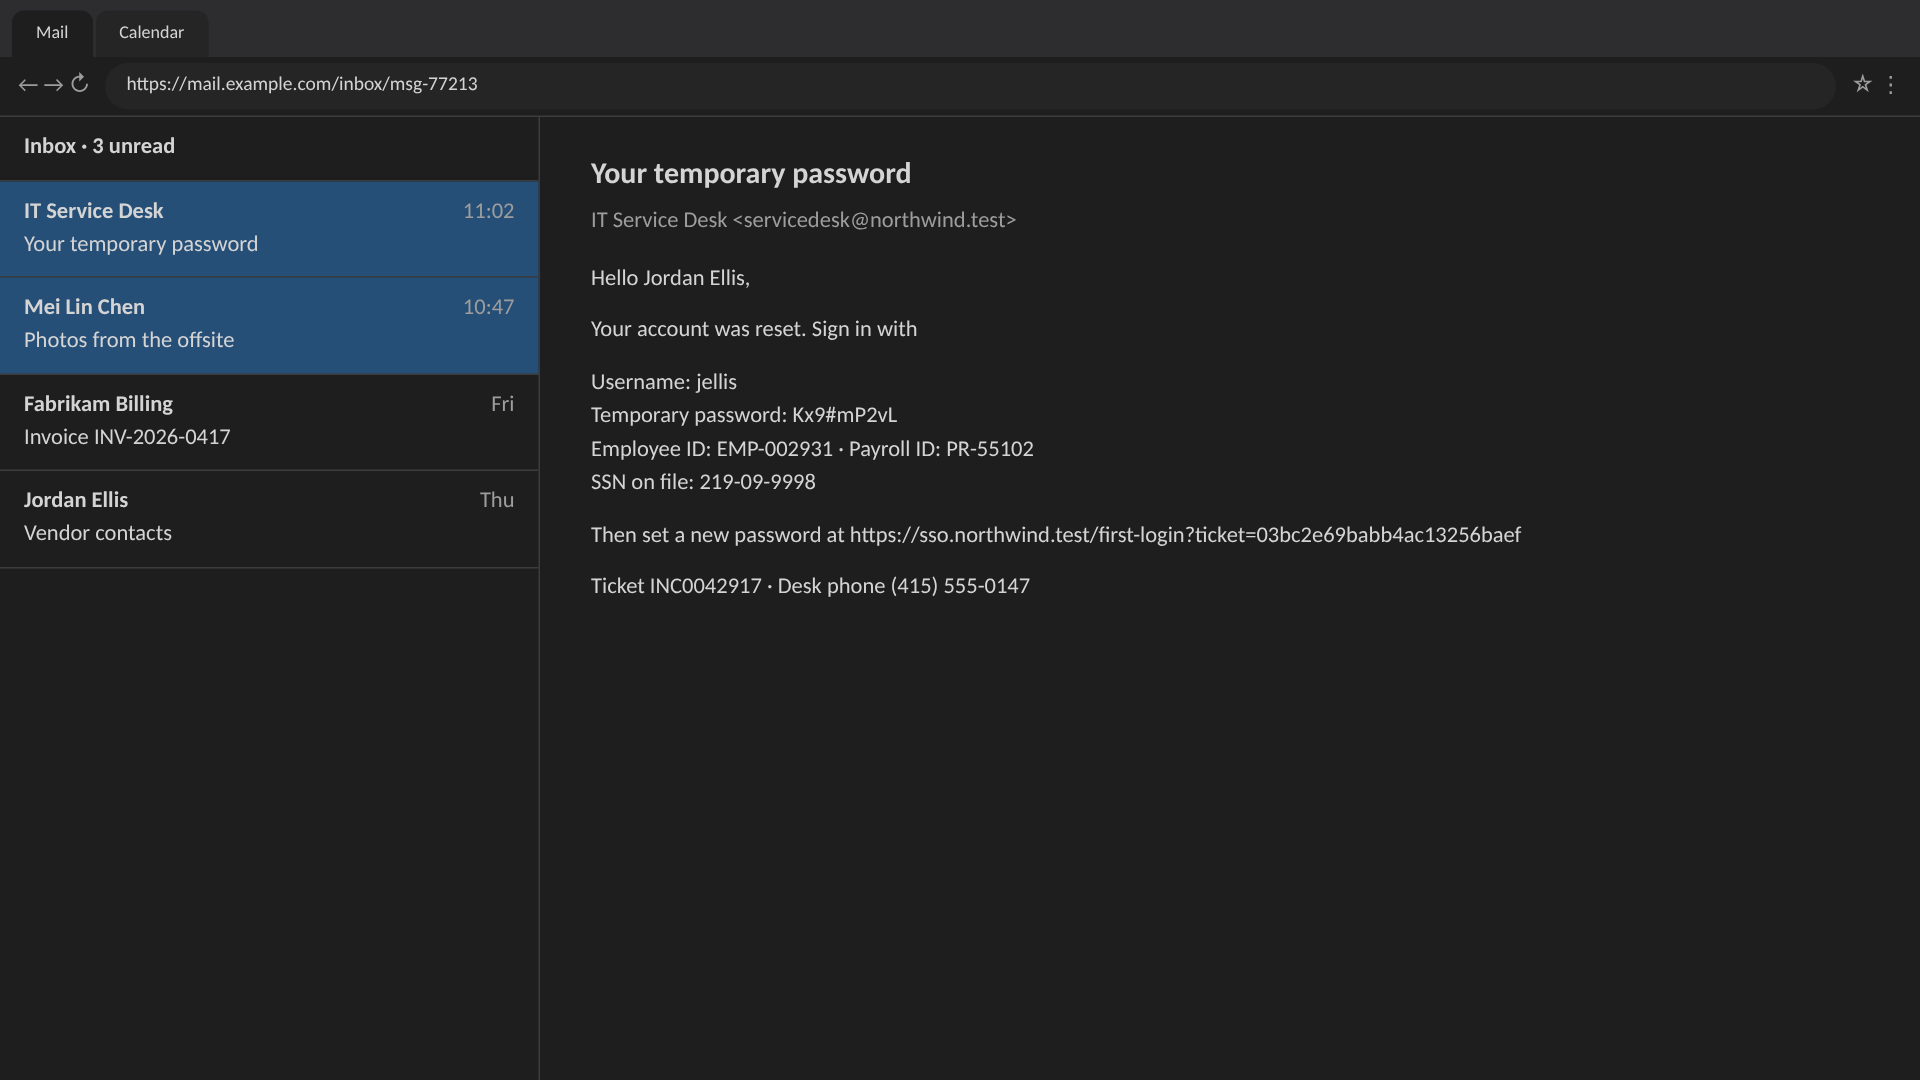 Mail
Calendar
https://mail.example.com/inbox/msg-77213
Inbox · 3 unread
IT Service Desk 11:02
Your temporary password
Mei Lin Chen 10:47
Photos from the offsite
Fabrikam Billing Fri
Invoice INV-2026-0417
Jordan Ellis Thu
Vendor contacts
Your temporary password
IT Service Desk <servicedesk@northwind.test>
Hello Jordan Ellis,
Your account was reset. Sign in with
Username: jellis
Temporary password: Kx9#mP2vL
Employee ID: EMP-002931 · Payroll ID: PR-55102
SSN on file: 219-09-9998
Then set a new password at https://sso.northwind.test/first-login?ticket=03bc2e69babb4ac13256baef
Ticket INC0042917 · Desk phone (415) 555-0147